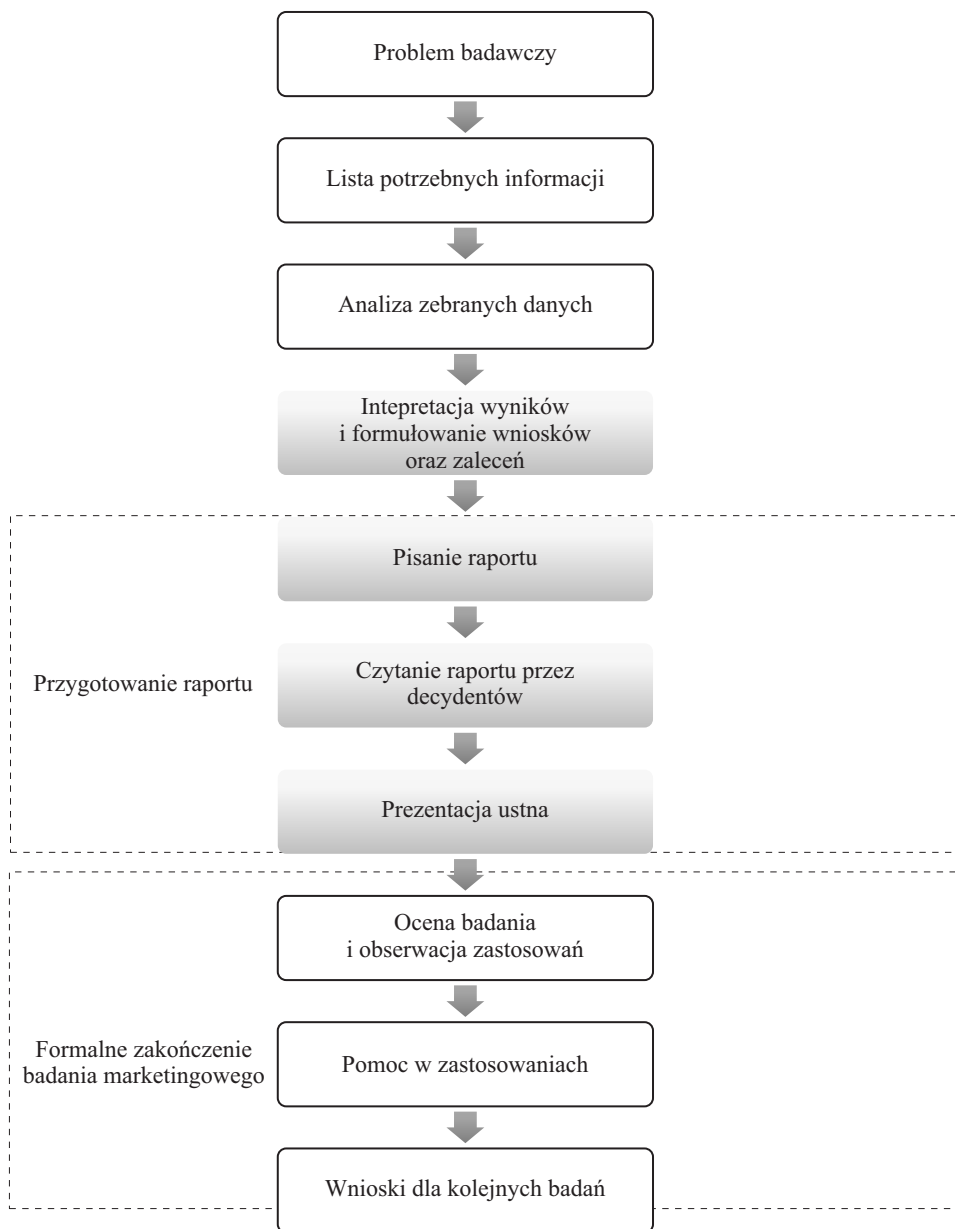 Problem badawczy
Lista potrzebnych informacji
Analiza zebranych danych
Intepretacja wyników
i formułowanie wniosków
oraz zaleceń
Pisanie raportu
Przygotowanie raportu
Czytanie raportu przez
decydentów
Prezentacja ustna
Ocena badania
i obserwacja zastosowań
Formalne zakończenie
badania marketingowego
Pomoc w zastosowaniach
Wnioski dla kolejnych badań